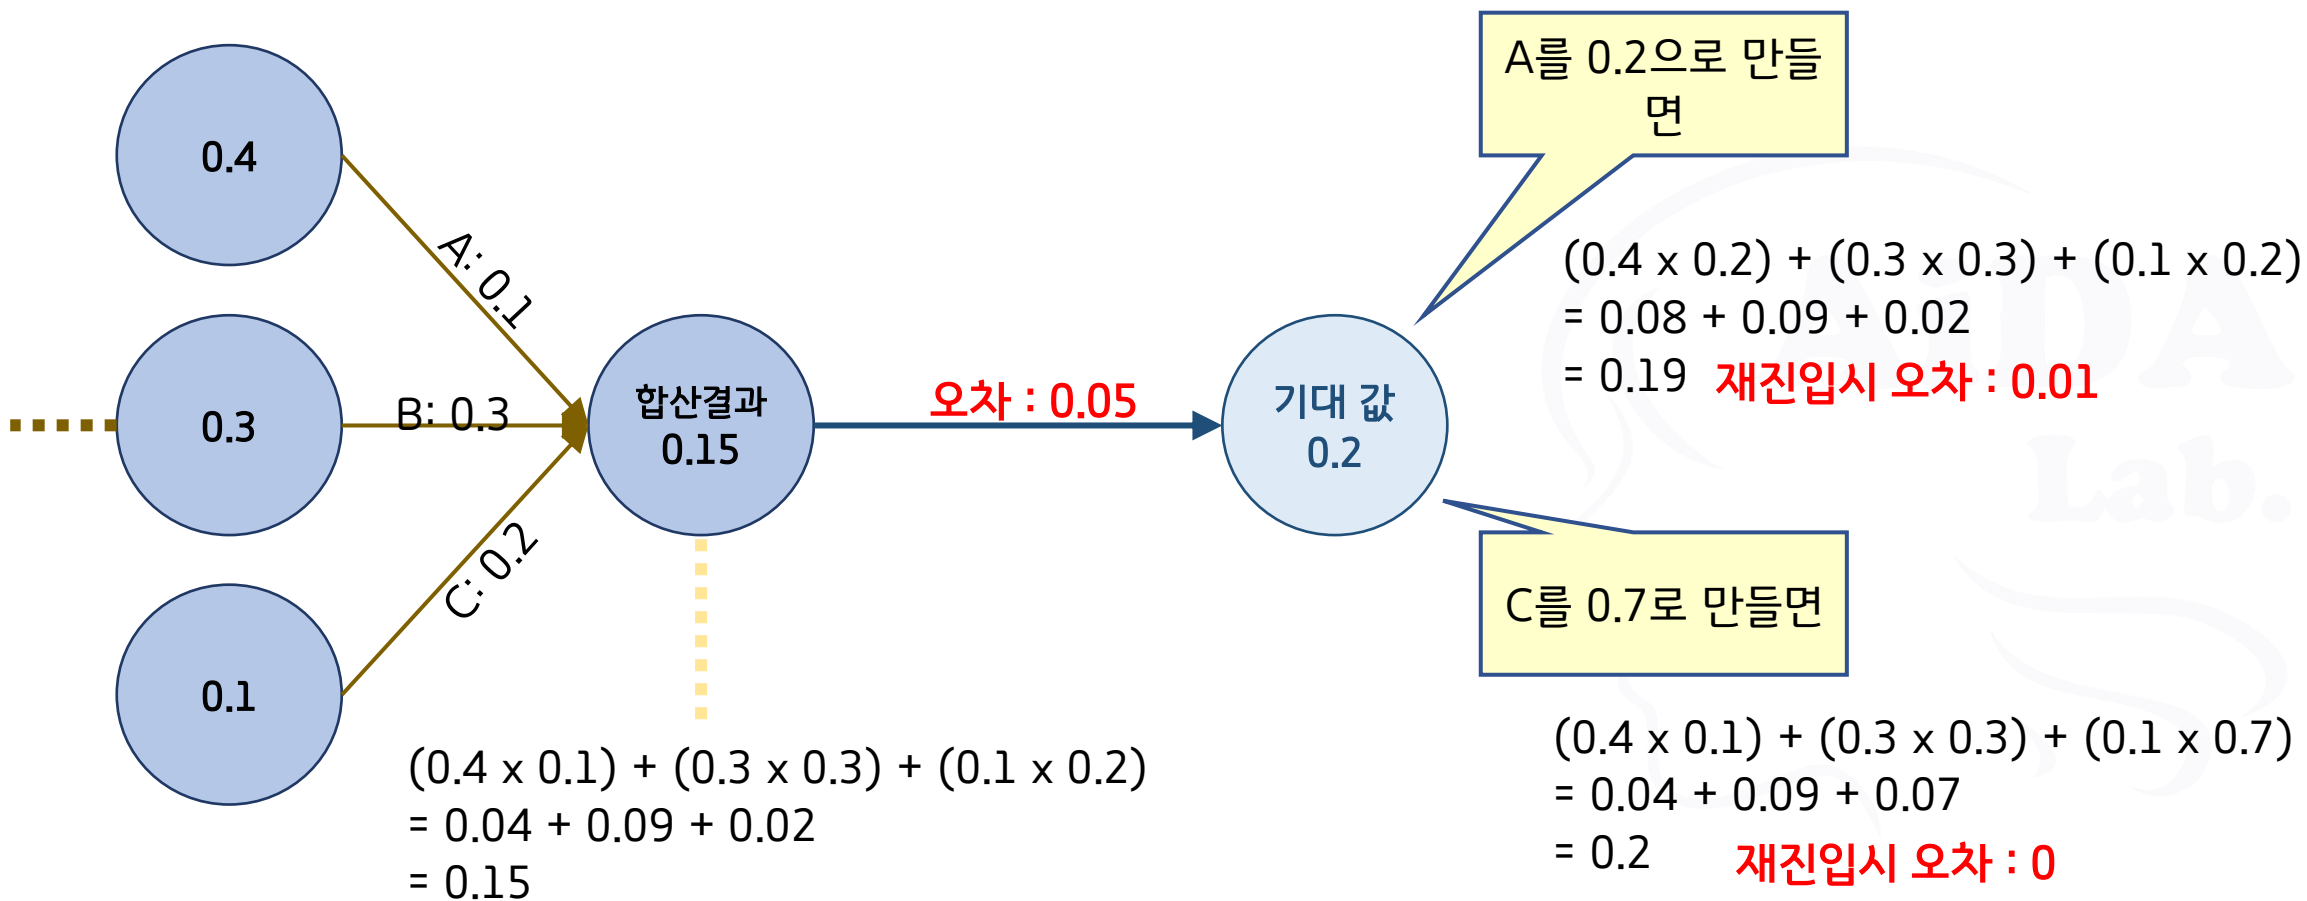 A를 0.2으로 만들
면
0.4
A: 0.1
(0.4 x 0.2) + (0.3 x 0.3) + (0.1 x 0.2)
= 0.08 + 0.09 + 0.02
= 0.19 재진입시 오차 : 0.01
0.3
B: 0.3
합산결과
0.15
오차 : 0.05
기대 값
0.2
AiDA
Lab.
C: 0.2
C를 0.7로 만들면
0.1
(0.4 x 0.1) + (0.3 x 0.3) + (0.1 x 0.2)
= 0.04 + 0.09 + 0.02
= 0.15
(0.4 x 0.1) + (0.3 x 0.3) + (0.1 x 0.7)
= 0.04 + 0.09 + 0.07
= 0.2 재진입시 오차 : 0